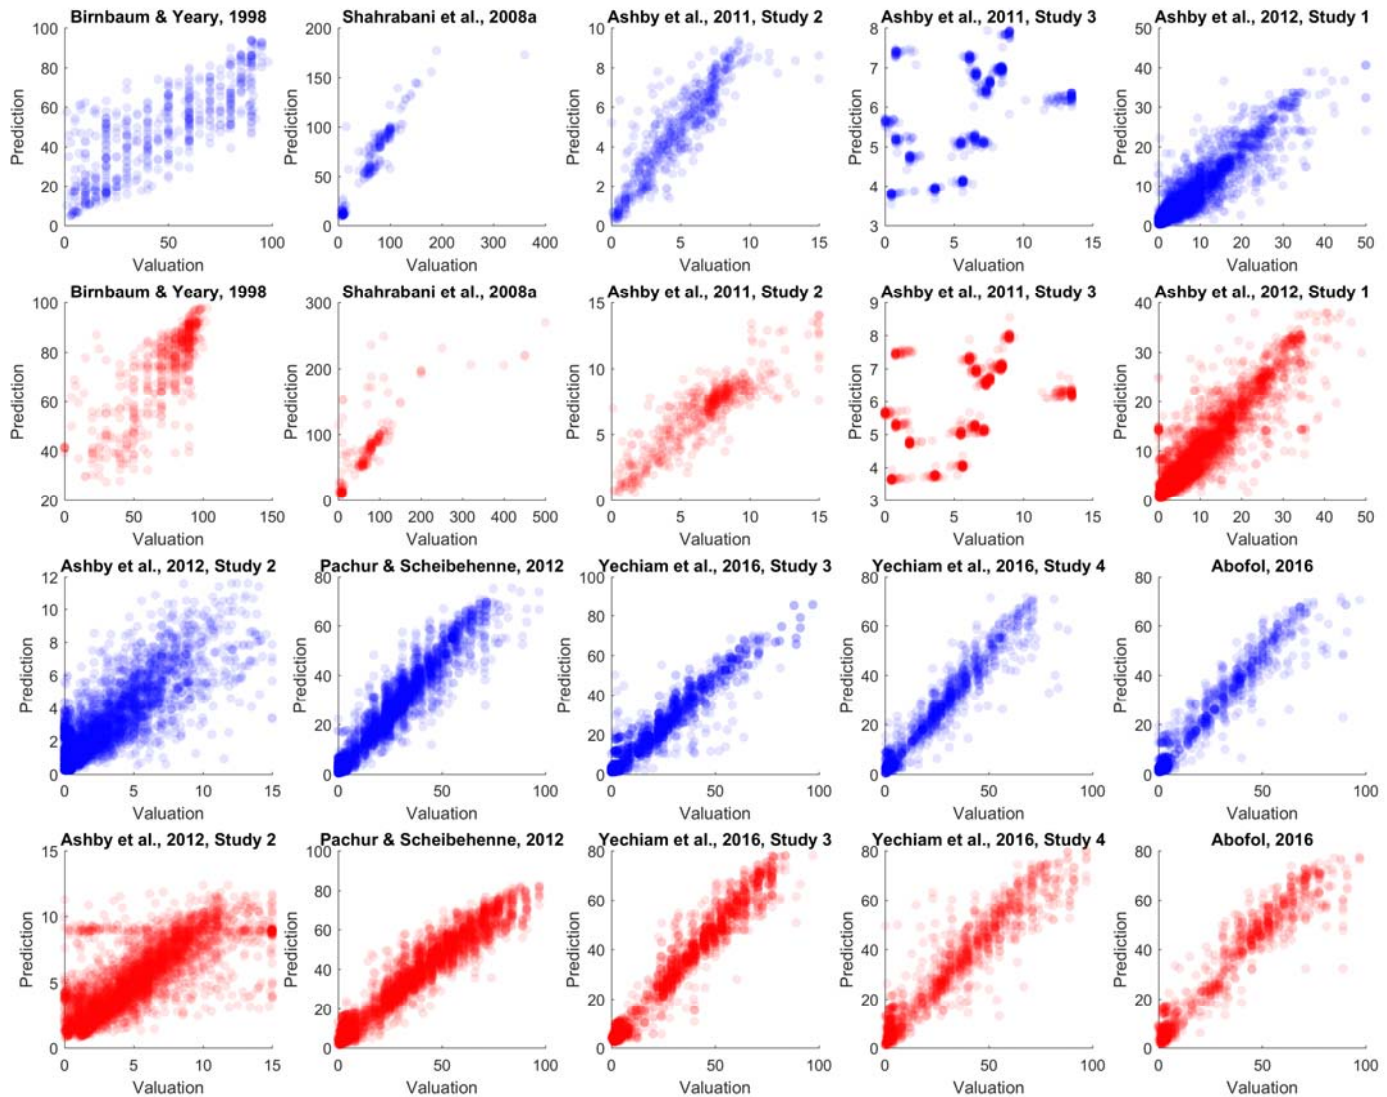 Birnbaum & Yeary, 1998
Shahrabani et al., 2008a
Ashby et al., 2011, Study 2
Ashby et al., 2011, Study 3
Ashby et al., 2012, Study 1
Prediction
100
80
60
40
20
0
0 50 100
Valuation
Prediction
200
150
100
50
0
0 100 200 300 400
Valuation
Prediction
10
8
6
4
2
0
0 5 10 15
Valuation
Prediction
8
7
6
5
4
3
0 5 10 15
Valuation
Prediction
50
40
30
20
10
0
0 10 20 30 40 50
Valuation
Birnbaum & Yeary, 1998
Shahrabani et al., 2008a
Ashby et al., 2011, Study 2
Ashby et al., 2011, Study 3
Ashby et al., 2012, Study 1
Prediction
100
80
60
40
20
0 50 100 150
Valuation
Prediction
300
200
100
0
0 100 200 300 400 500
Valuation
Prediction
15
10
5
0
0 5 10 15
Valuation
Prediction
9
8
7
6
5
4
3
0 5 10 15
Valuation
Prediction
40
30
20
10
0
0 10 20 30 40 50
Valuation
Ashby et al., 2012, Study 2
Pachur & Scheibehenne, 2012
Yechiam et al., 2016, Study 3
Yechiam et al., 2016, Study 4
Abofol, 2016
Prediction
12
10
8
6
4
2
0
0 5 10 15
Valuation
Prediction
80
60
40
20
0
0 50 100
Valuation
Prediction
100
80
60
40
20
0
0 50 100
Valuation
Prediction
80
60
40
20
0
0 50 100
Valuation
Prediction
80
60
40
20
0
0 50 100
Valuation
Ashby et al., 2012, Study 2
Pachur & Scheibehenne, 2012
Yechiam et al., 2016, Study 3
Yechiam et al., 2016, Study 4
Abofol, 2016
Prediction
15
10
5
0
0 5 10 15
Valuation
Prediction
100
80
60
40
20
0
0 50 100
Valuation
Prediction
80
60
40
20
0
0 50 100
Valuation
Prediction
80
60
40
20
0
0 50 100
Valuation
Prediction
80
60
40
20
0
0 50 100
Valuation